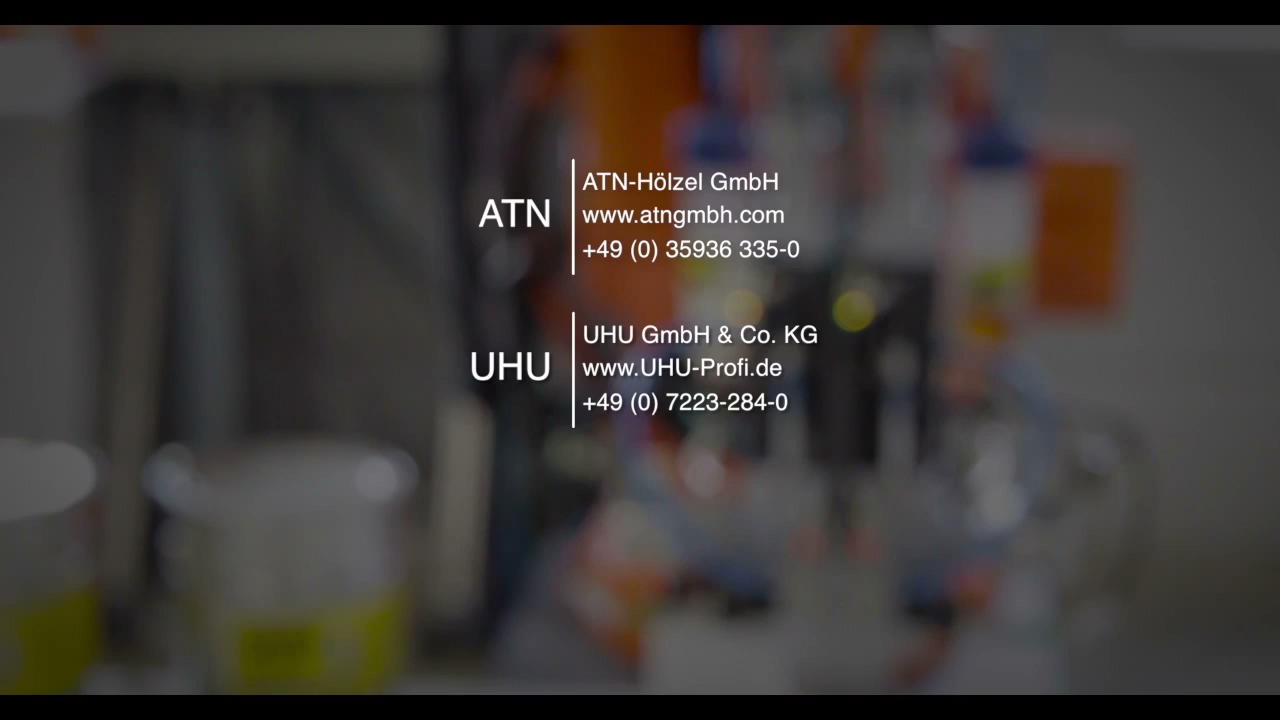 ATN
ATN-Hölzel GmbH
www.atngmbh.com
+49 (0) 35936 335-0
UHU
UHU GmbH & Co. KG
www.UHU-Profi.de
+49 (0) 7223-284-0